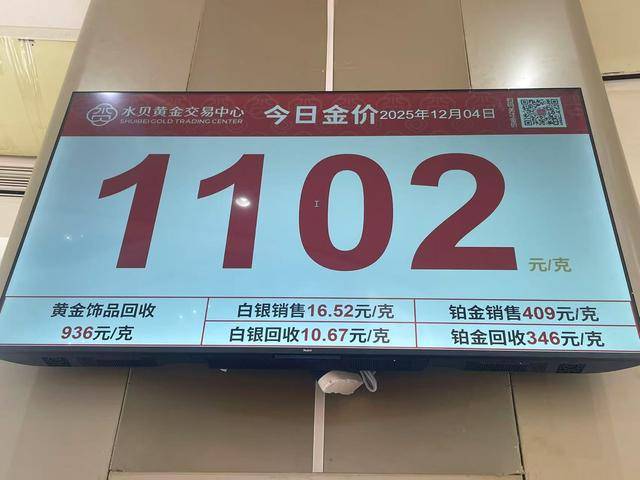 水贝黄金交易中心
SHUIBEI GOLD TRADING CENTER
今日金价 2025年12月04日
1102 元/克
黄金饰品回收
936元/克
白银销售16.52元/克
白银回收10.67元/克
铂金销售409元/克
铂金回收346元/克